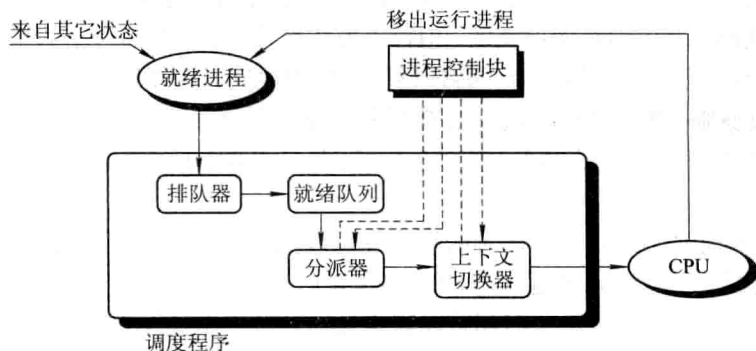 来自其它状态
移出运行进程
就绪进程
进程控制块
排队器
就绪队列
分派器
上下文
切换器
CPU
调度程序